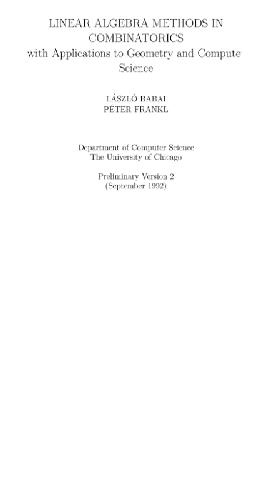 LINEAR ALGEBRA METHODS IN
COMBINATORICS
with Applications to Geometry and Compute
Science
LÁSZLÓ BABAI
PÉTER FRANKL
Department of Computer Science
The University of Chicago
Preliminary Version 2
(September 1992)